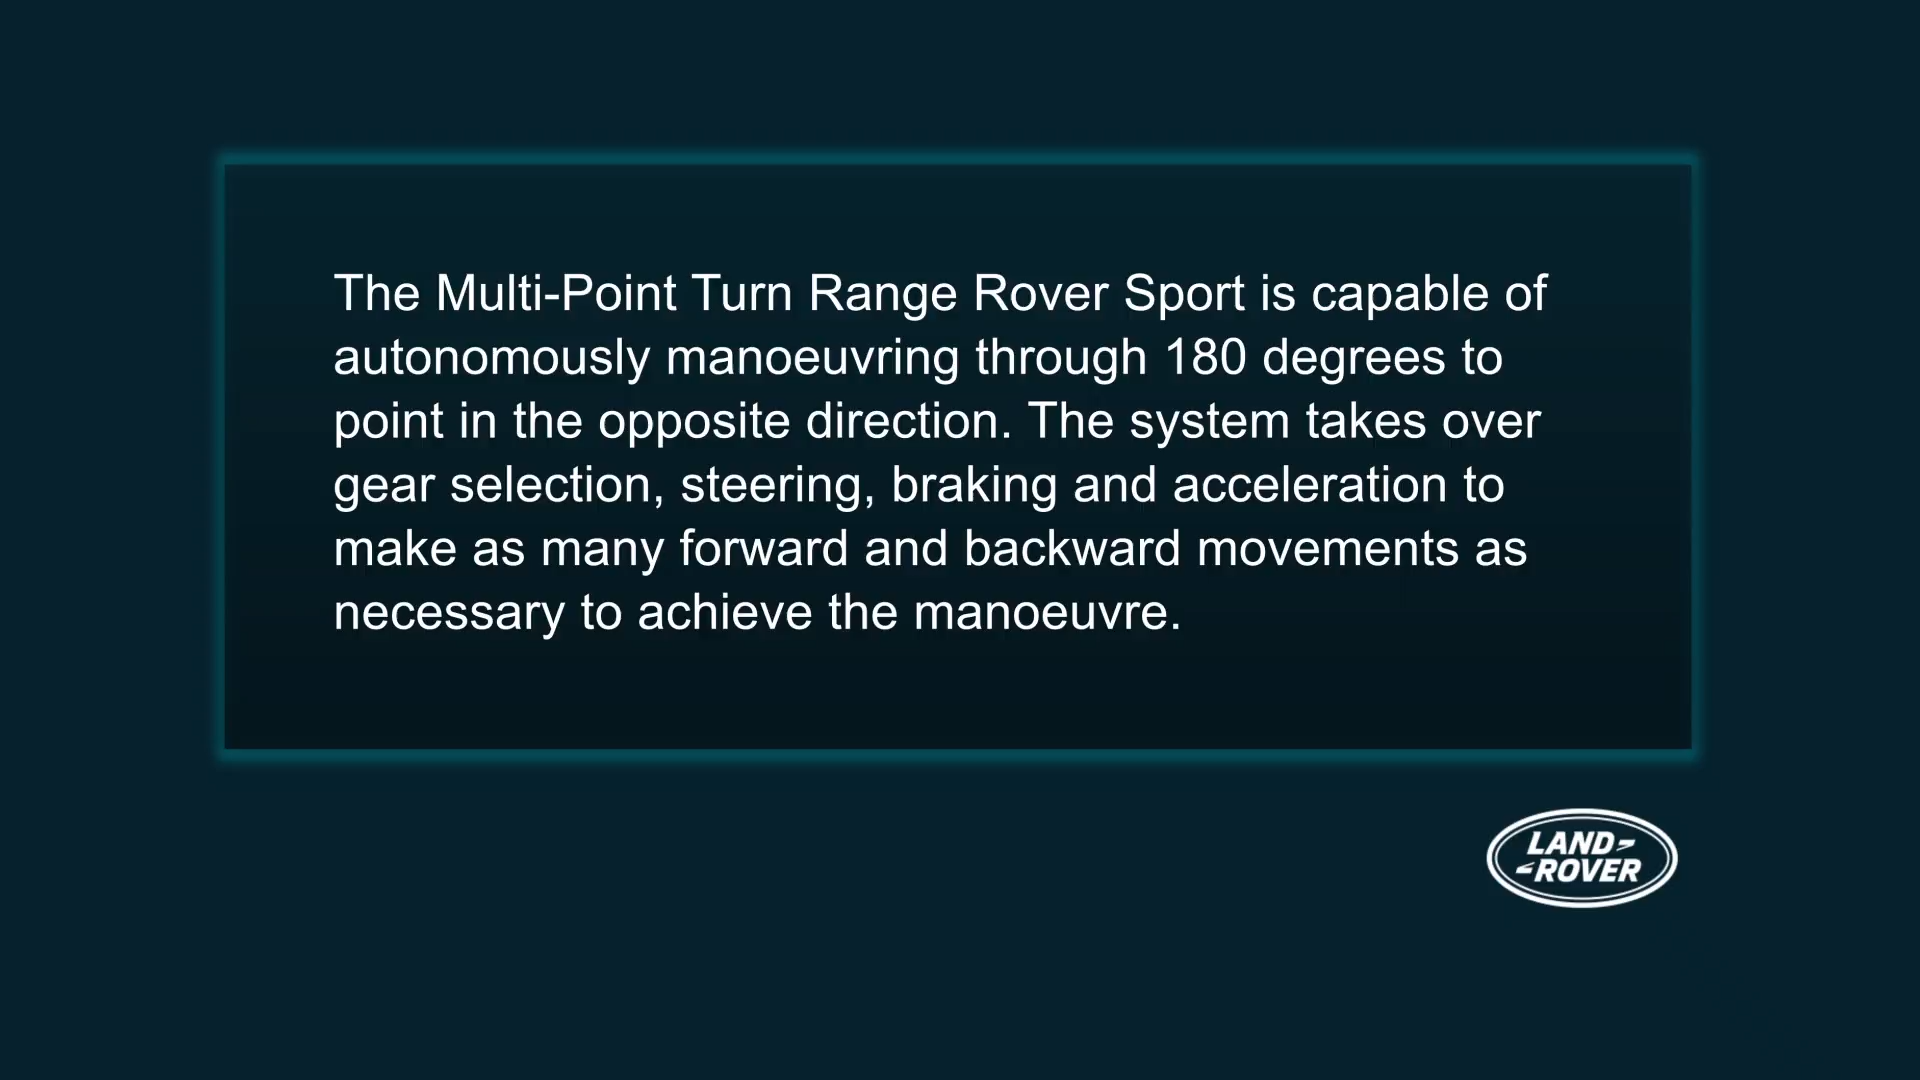 The Multi-Point Turn Range Rover Sport is capable of
autonomously manoeuvring through 180 degrees to
point in the opposite direction. The system takes over
gear selection, steering, braking and acceleration to
make as many forward and backward movements as
necessary to achieve the manoeuvre.
LAND
ROVER